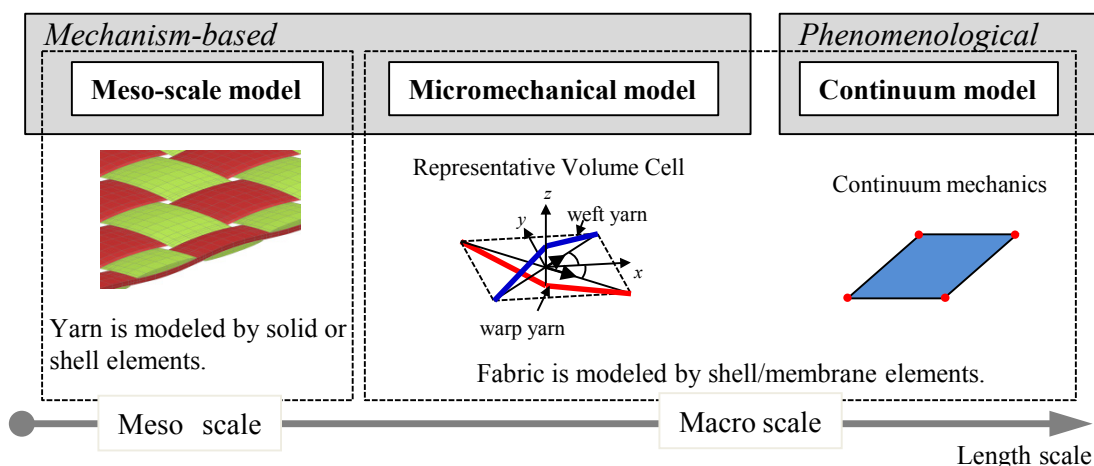 Mechanism-based
Phenomenological
Meso-scale model
Micromechanical model
Continuum model
Representative Volume Cell
Continuum mechanics
z
y
weft yarn
x
warp yarn
Yarn is modeled by solid or
shell elements.
Fabric is modeled by shell/membrane elements.
Meso scale
Macro scale
Length scale